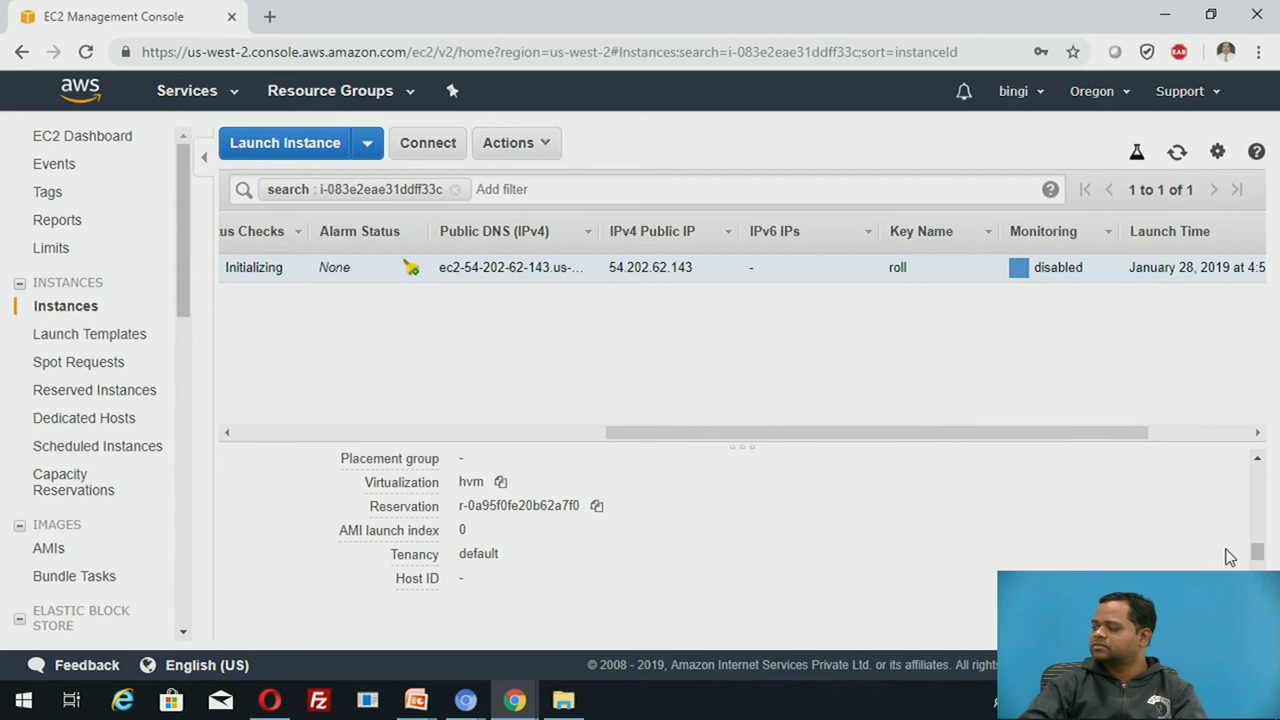 EC2 Management Console
https://us-west-2.console.aws.amazon.com/ec2/v2/home?region=us-west-2#Instances:search=i-083e2eae31ddff33c;sort=instanceId
EAB
aws Services Resource Groups bingi Oregon Support
EC2 Dashboard
Events
Tags
Reports
Limits
INSTANCES
Instances
Launch Templates
Spot Requests
Reserved Instances
Dedicated Hosts
Scheduled Instances
Capacity
Reservations
IMAGES
AMIs
Bundle Tasks
ELASTIC BLOCK
STORE
Launch Instance Connect Actions
search : i-083e2eae31ddff33c Add filter 1 to 1 of 1
us Checks Alarm Status Public DNS (IPv4) IPv4 Public IP IPv6 IPs Key Name Monitoring Launch Time
Initializing None ec2-54-202-62-143.us-... 54.202.62.143 - roll disabled January 28, 2019 at 4:5
Placement group -
Virtualization hvm
Reservation r-0a95f0fe20b62a7f0
AMI launch index 0
Tenancy default
Host ID -
Feedback English (US) © 2008 - 2019, Amazon Internet Services Private Ltd. or its affiliates. All righ